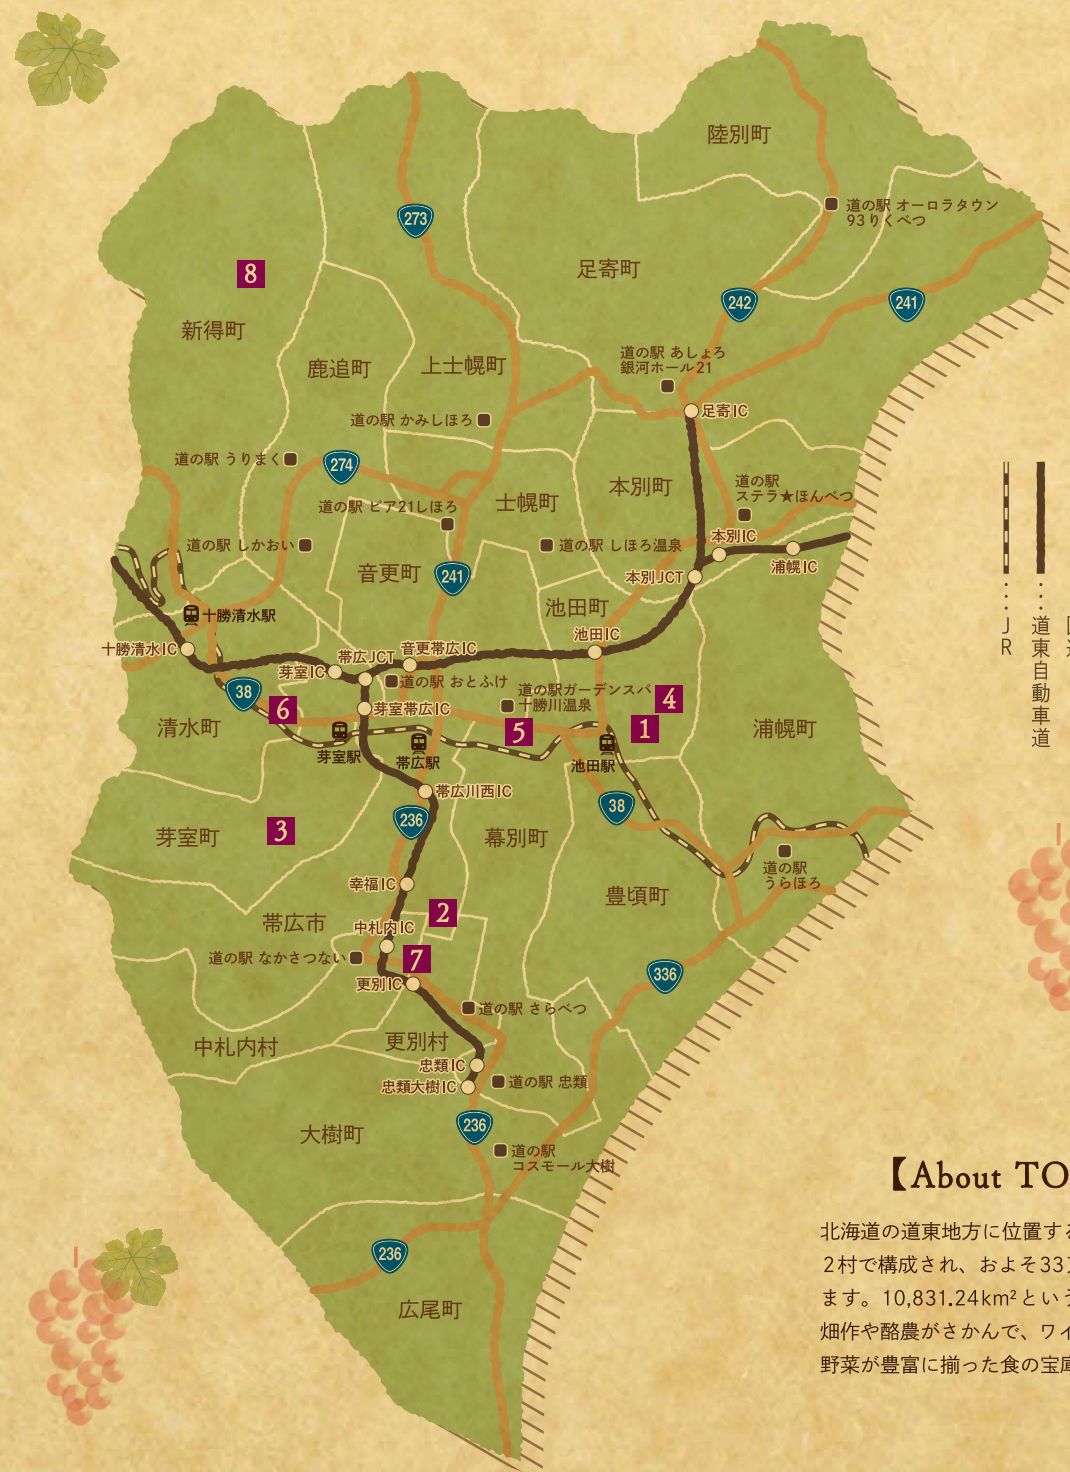 陸別町
道の駅 オーロラタウン
93りくべつ
273
足寄町
8
242
241
新得町
道の駅 あしょろ
銀河ホール21
鹿追町
上士幌町
足寄IC
道の駅 かみしほろ
道の駅 うりまく
274
本別町
道の駅
ステラ★ほんべつ
士幌町
道の駅 ピア21しほろ
本別IC
道の駅 しかおい
道の駅 しほろ温泉
浦幌IC
音更町
241
本別JCT
池田町
十勝清水駅
池田IC
十勝清水IC
音更帯広IC
帯広JCT
芽室IC
道の駅 おとふけ
38
道の駅ガーデンスパ
十勝川温泉
4
6
芽室帯広IC
清水町
5
1
浦幌町
芽室駅
帯広駅
池田駅
帯広川西IC
38
236
3
芽室町
幕別町
道の駅
うらほろ
幸福IC
豊頃町
2
帯広市
中札内IC
道の駅 なかさつない
7
336
更別IC
道の駅 さらべつ
中札内村
更別村
忠類IC
忠類大樹IC
道の駅 忠類
236
大樹町
道の駅
コスモール大樹
236
広尾町
JR
道東自動車道
【About TO
北海道の道東地方に位置する
2村で構成され、およそ33
ます。10,831.24km²という
畑作や酪農がさかんで、ワイ
野菜が豊富に揃った食の宝庫